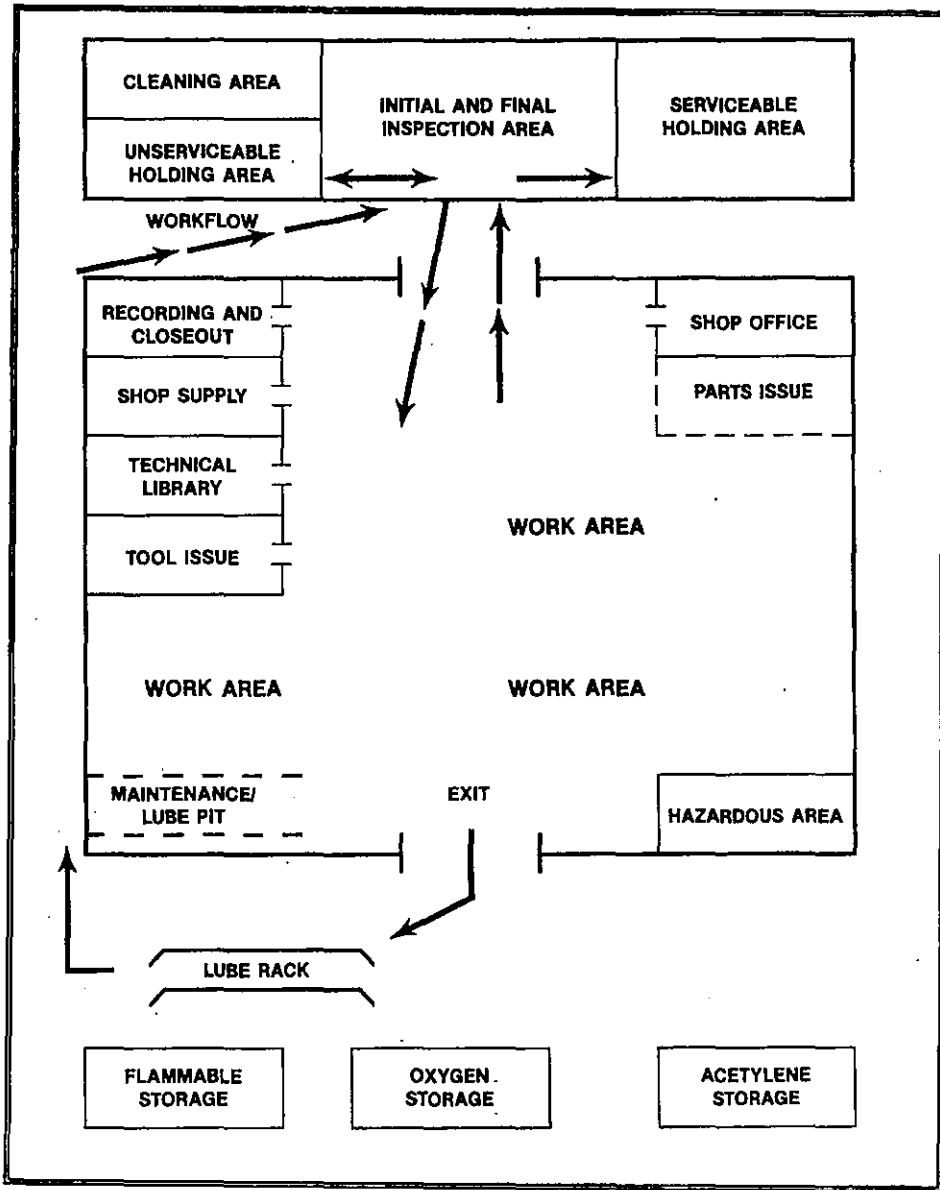 CLEANING AREA
UNSERVICEABLE
HOLDING AREA
INITIAL AND FINAL
INSPECTION AREA
SERVICEABLE
HOLDING AREA
WORKFLOW
RECORDING AND
CLOSEOUT
SHOP SUPPLY
TECHNICAL
LIBRARY
TOOL ISSUE
SHOP OFFICE
PARTS ISSUE
WORK AREA
WORK AREA
WORK AREA
MAINTENANCE/
LUBE PIT
EXIT
HAZARDOUS AREA
LUBE RACK
FLAMMABLE
STORAGE
OXYGEN
STORAGE
ACETYLENE
STORAGE